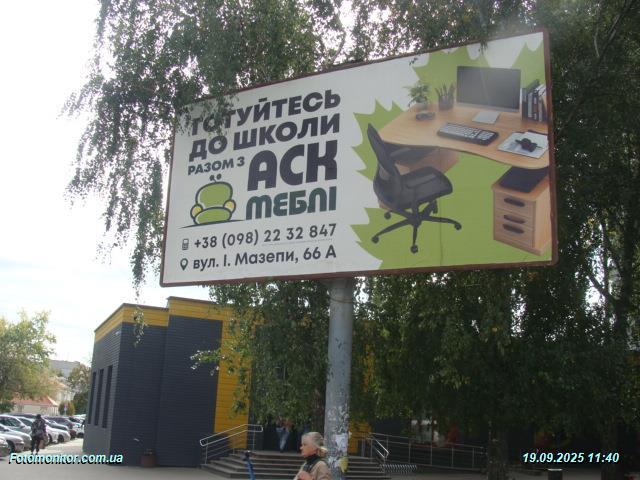 ГОТУЙТЕСЬ
ДО ШКОЛИ
РАЗОМ З
АСК
МЕБЛІ
+38 (098) 22 32 847
вул. І. Мазепи, 66 А
Fotomonitor.com.ua
19.09.2025 11:40